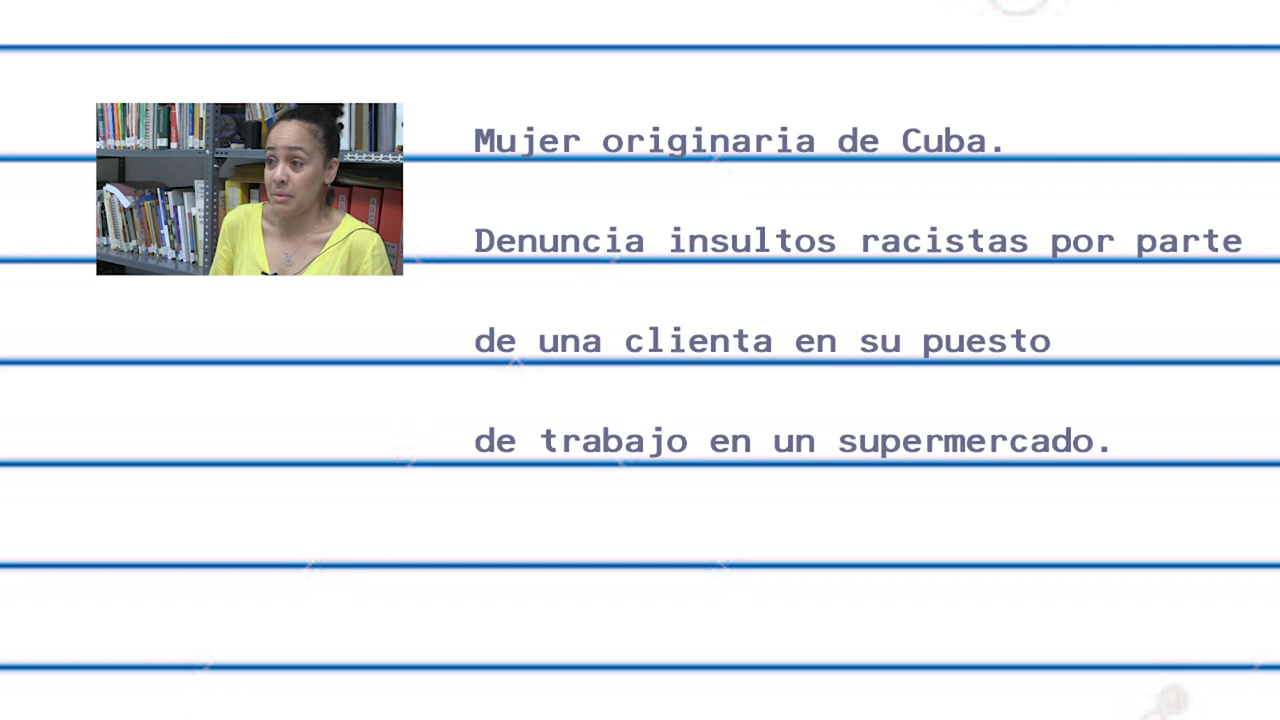 Mujer originaria de Cuba.
Denuncia insultos racistas por parte
de una clienta en su puesto
de trabajo en un supermercado.